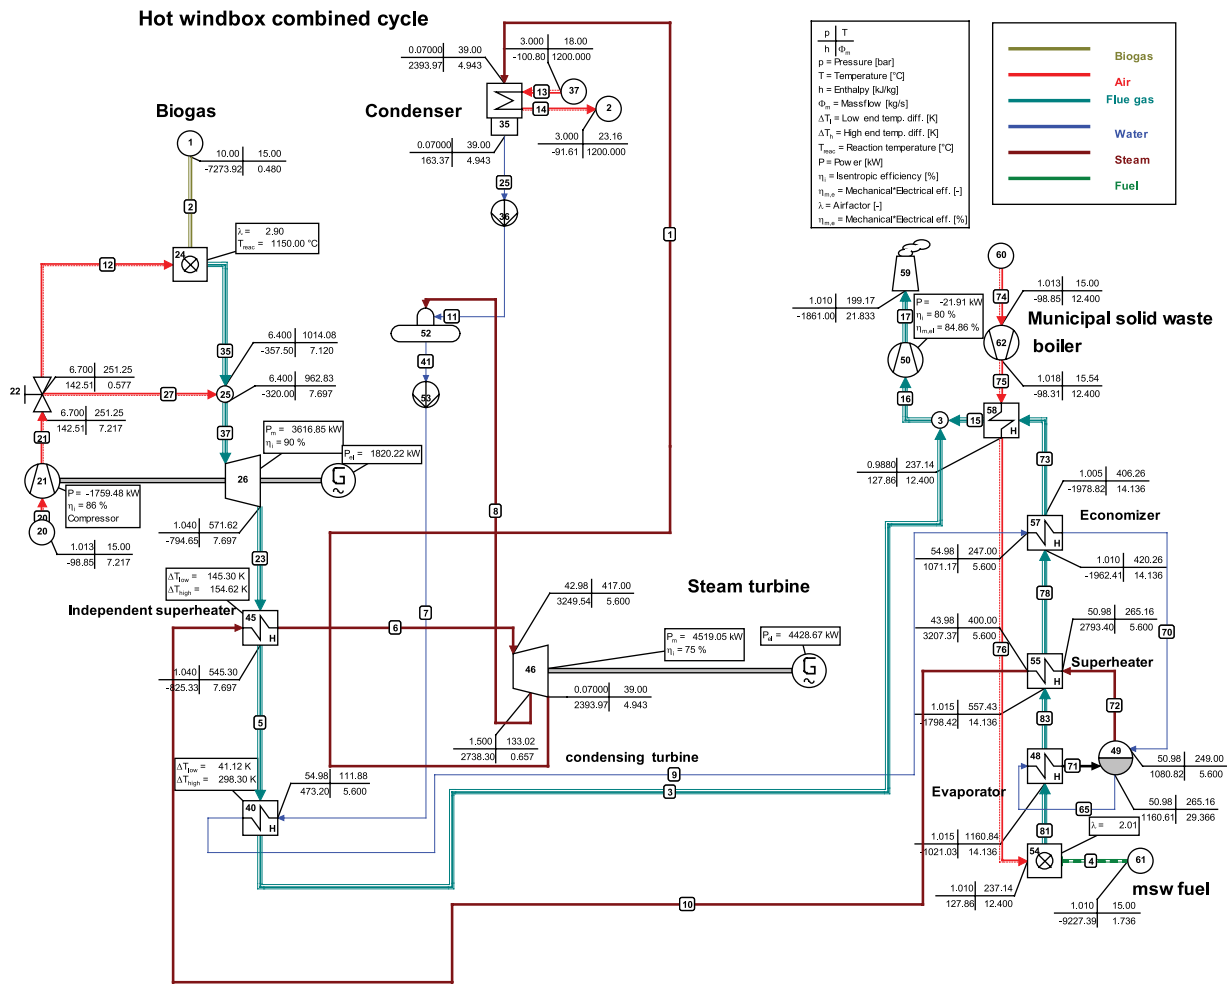 Hot windbox combined cycle
0.07000 39.00
2393.97 4.943
3.000 18.00
-100.80 1200.000
p T
h Φm
p = Pressure [bar]
T = Temperature [°C]
h = Enthalpy [kJ/kg]
Φm = Massflow [kg/s]
ΔTl = Low end temp. diff. [K]
ΔTh = High end temp. diff. [K]
Treac = Reaction temperature [°C]
P = Power [kW]
ηi = Isentropic efficiency [%]
ηm,e = Mechanical*Electrical eff. [-]
λ = Airfactor [-]
ηm,e = Mechanical*Electrical eff. [%]
Biogas
Air
Flue gas
Water
Steam
Fuel
Biogas
1
10.00 15.00
-7273.92 0.480
2
Condenser
13
37
14
2
35
3.000 23.16
-91.61 1200.000
0.07000 39.00
163.37 4.943
25
36
1
24
λ = 2.90
Treac = 1150.00 °C
12
35
6.400 1014.08
-357.50 7.120
25
6.400 962.83
-320.00 7.697
22
6.700 251.25
142.51 0.577
27
6.700 251.25
142.51 7.217
21
37
Pm = 3616.85 kW
ηi = 90 %
Pel = 1820.22 kW
G
~
21
26
P = -1759.48 kW
ηi = 86 %
Compressor
20
20
1.013 15.00
-98.85 7.217
1.040 571.62
-794.65 7.697
23
11
52
41
53
8
7
ΔTlow = 145.30 K
ΔThigh = 154.62 K
Independent superheater
45
H
6
1.040 545.30
-825.33 7.697
5
ΔTlow = 41.12 K
ΔThigh = 298.30 K
40
H
54.98 111.88
473.20 5.600
42.98 417.00
3249.54 5.600
Steam turbine
Pm = 4519.05 kW
ηi = 75 %
Pel = 4428.67 kW
G
~
46
0.07000 39.00
2393.97 4.943
1.500 133.02
2738.30 0.657
condensing turbine
9
3
10
59
60
1.010 199.17
-1861.00 21.833
17
P = -21.91 kW
ηi = 80 %
ηm,el = 84.86 %
74
1.013 15.00
-98.85 12.400
Municipal solid waste
boiler
62
50
75
1.018 15.54
-98.31 12.400
16
3
15
58
H
0.9880 237.14
127.86 12.400
73
1.005 406.26
-1978.82 14.136
Economizer
57
H
54.98 247.00
1071.17 5.600
1.010 420.26
-1962.41 14.136
78
43.98 400.00
3207.37 5.600
50.98 265.16
2793.40 5.600
70
76
Superheater
55
H
1.015 557.43
-1798.42 14.136
83
72
49
48
H
71
50.98 249.00
1080.82 5.600
Evaporator
65
50.98 265.16
1160.61 29.366
1.015 1160.84
-1021.03 14.136
81
λ = 2.01
54
4
61
msw fuel
1.010 237.14
127.86 12.400
1.010 15.00
-9227.39 1.736